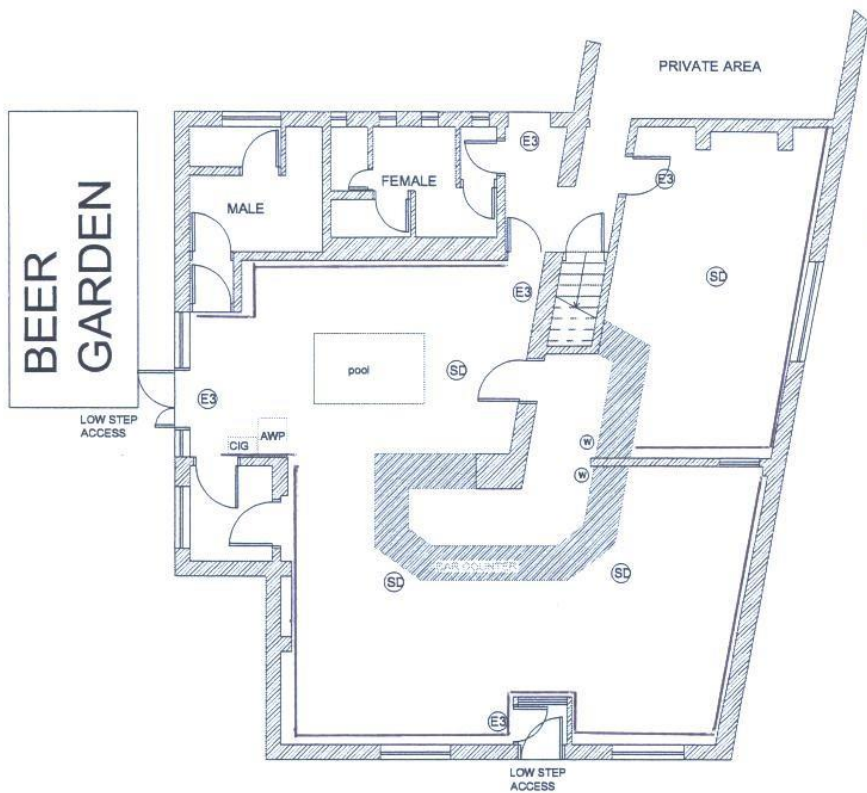 PRIVATE AREA
E3
FEMALE
MALE
E3
BEER
GARDEN
SD
E3
pool
SD
E3
LOW STEP
ACCESS
AWP
CIG
W
W
BAR COUNTER
SD
SD
E3
LOW STEP
ACCESS